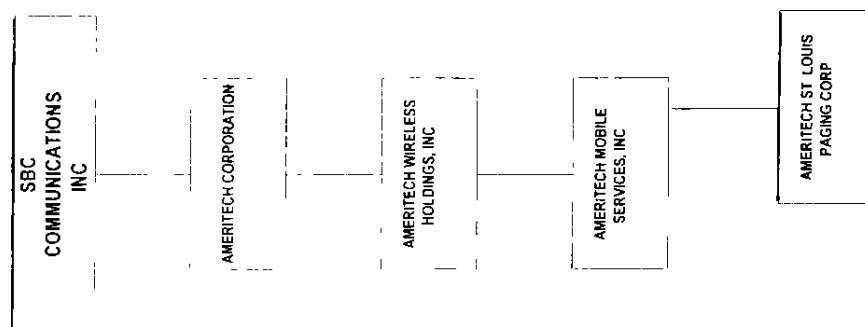 SBC
COMMUNICATIONS
INC
AMERITECH CORPORATION
AMERITECH WIRELESS
HOLDINGS, INC
AMERITECH MOBILE
SERVICES, INC
AMERITECH ST LOUIS
PAGING CORP